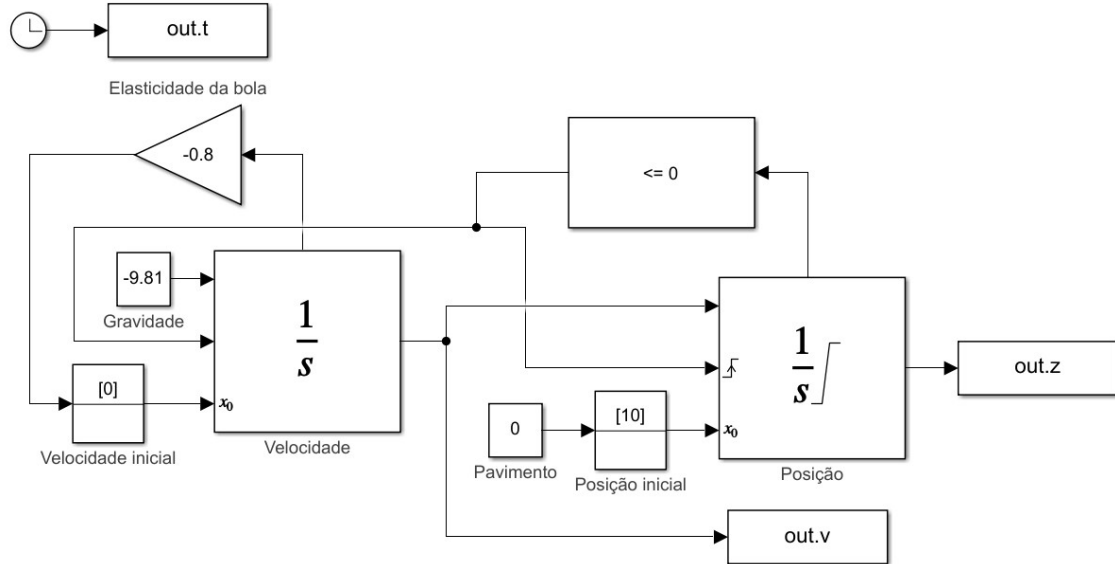 out.t
Elasticidade da bola
-0.8
<= 0
-9.81
Gravidade
1
s
1
s
out.z
[0]
x0
Velocidade inicial
Velocidade
0
Pavimento
[10]
x0
Posição inicial
Posição
out.v